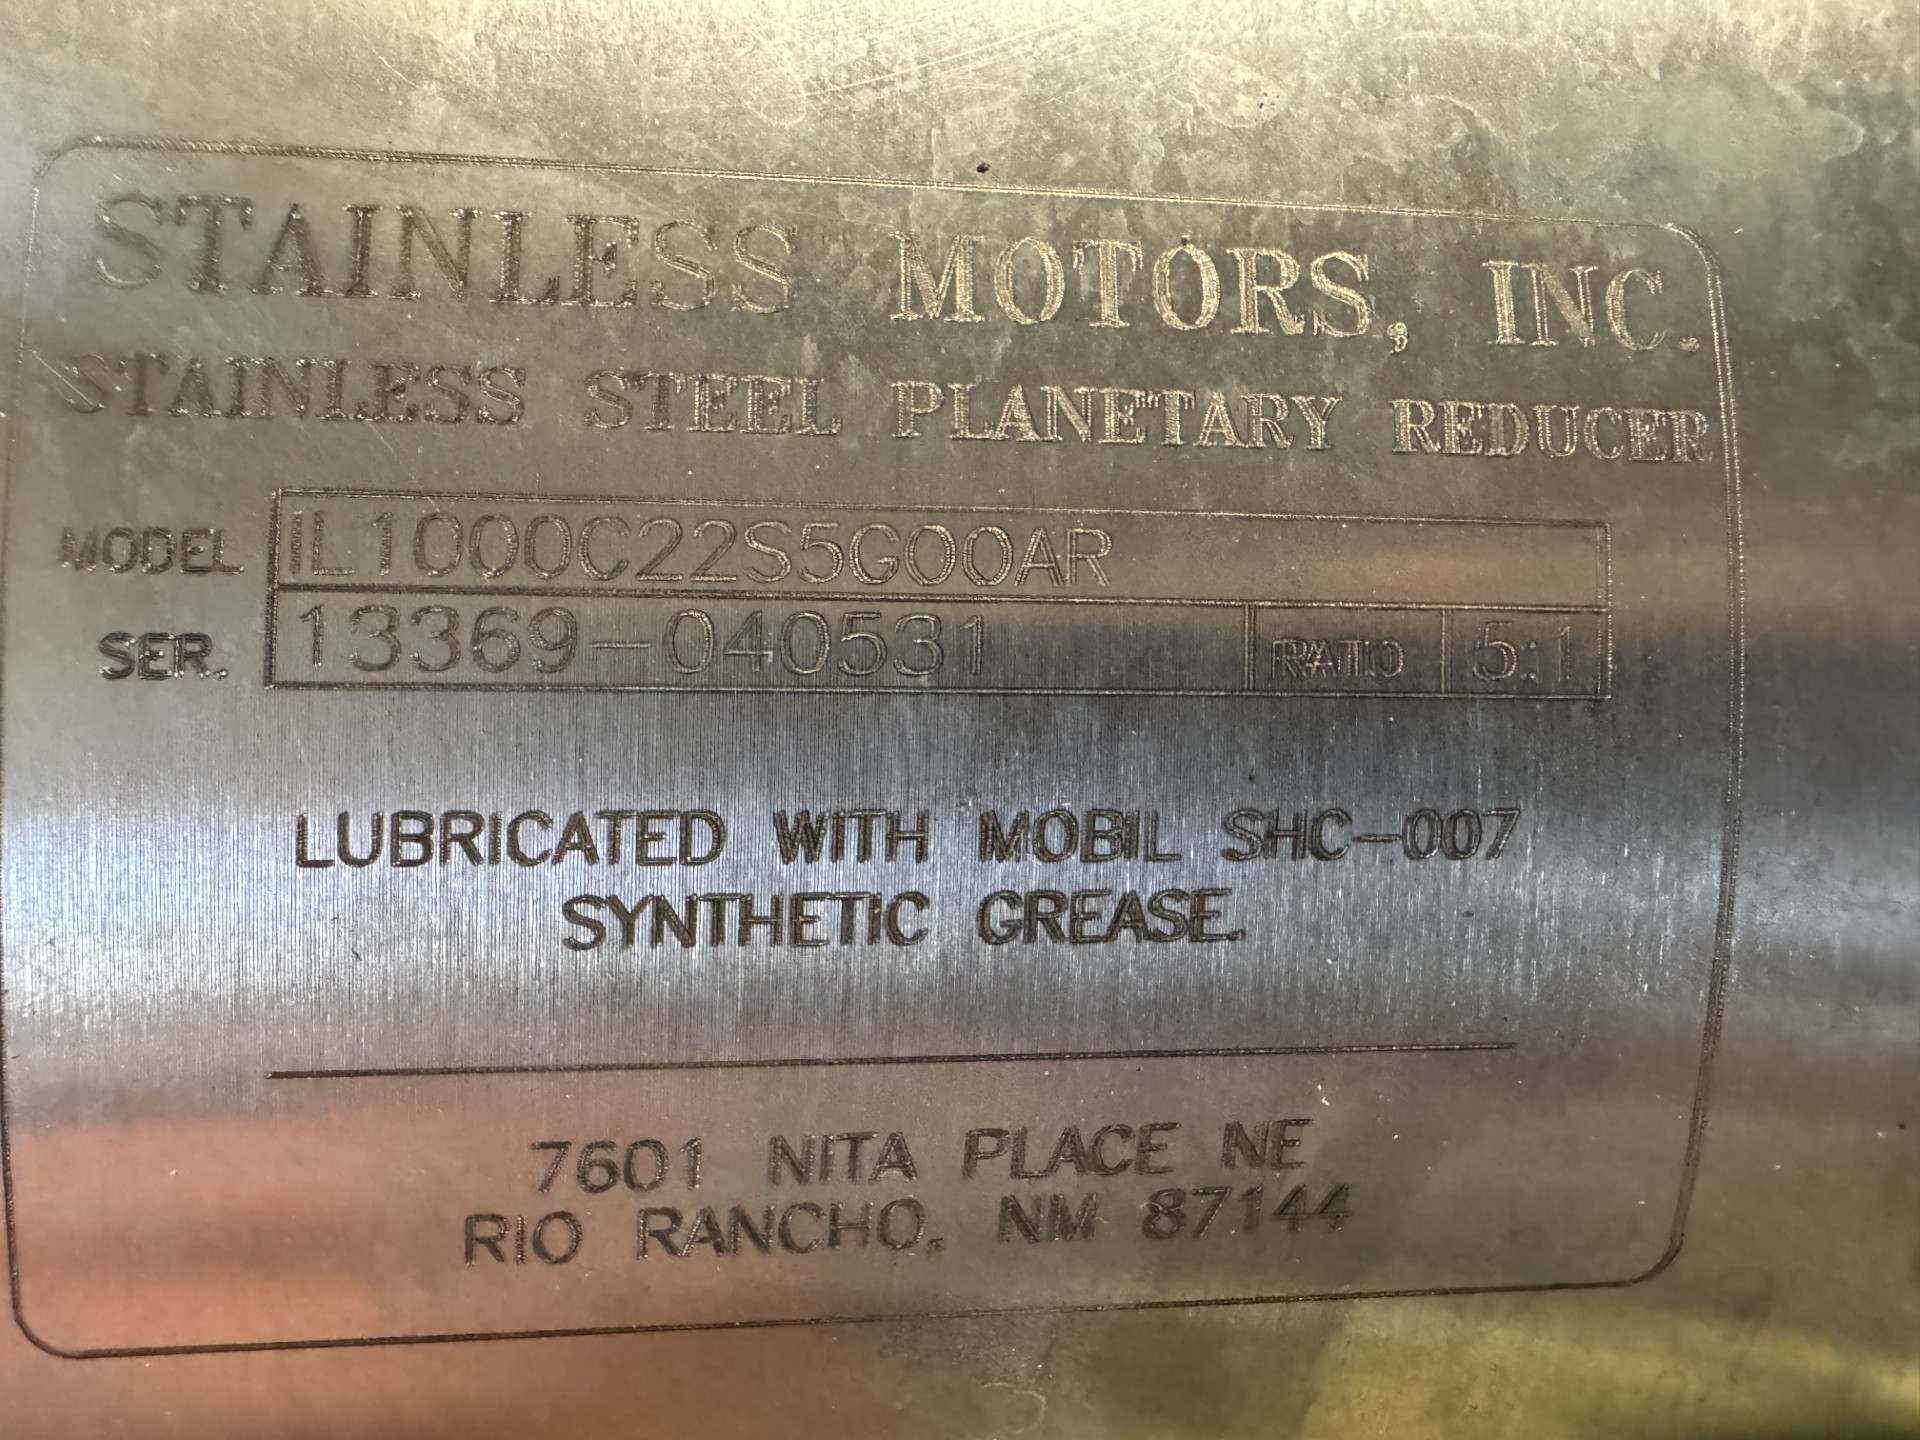 STAINLESS MOTORS, INC.
STAINLESS STEEL PLANETARY REDUCER
MODEL IL1000C22S5G00AR
SER. 13369-040531 RATIO 5:1
LUBRICATED WITH MOBIL SHC-007
SYNTHETIC GREASE.
7601 NITA PLACE NE
RIO RANCHO, NM 87144